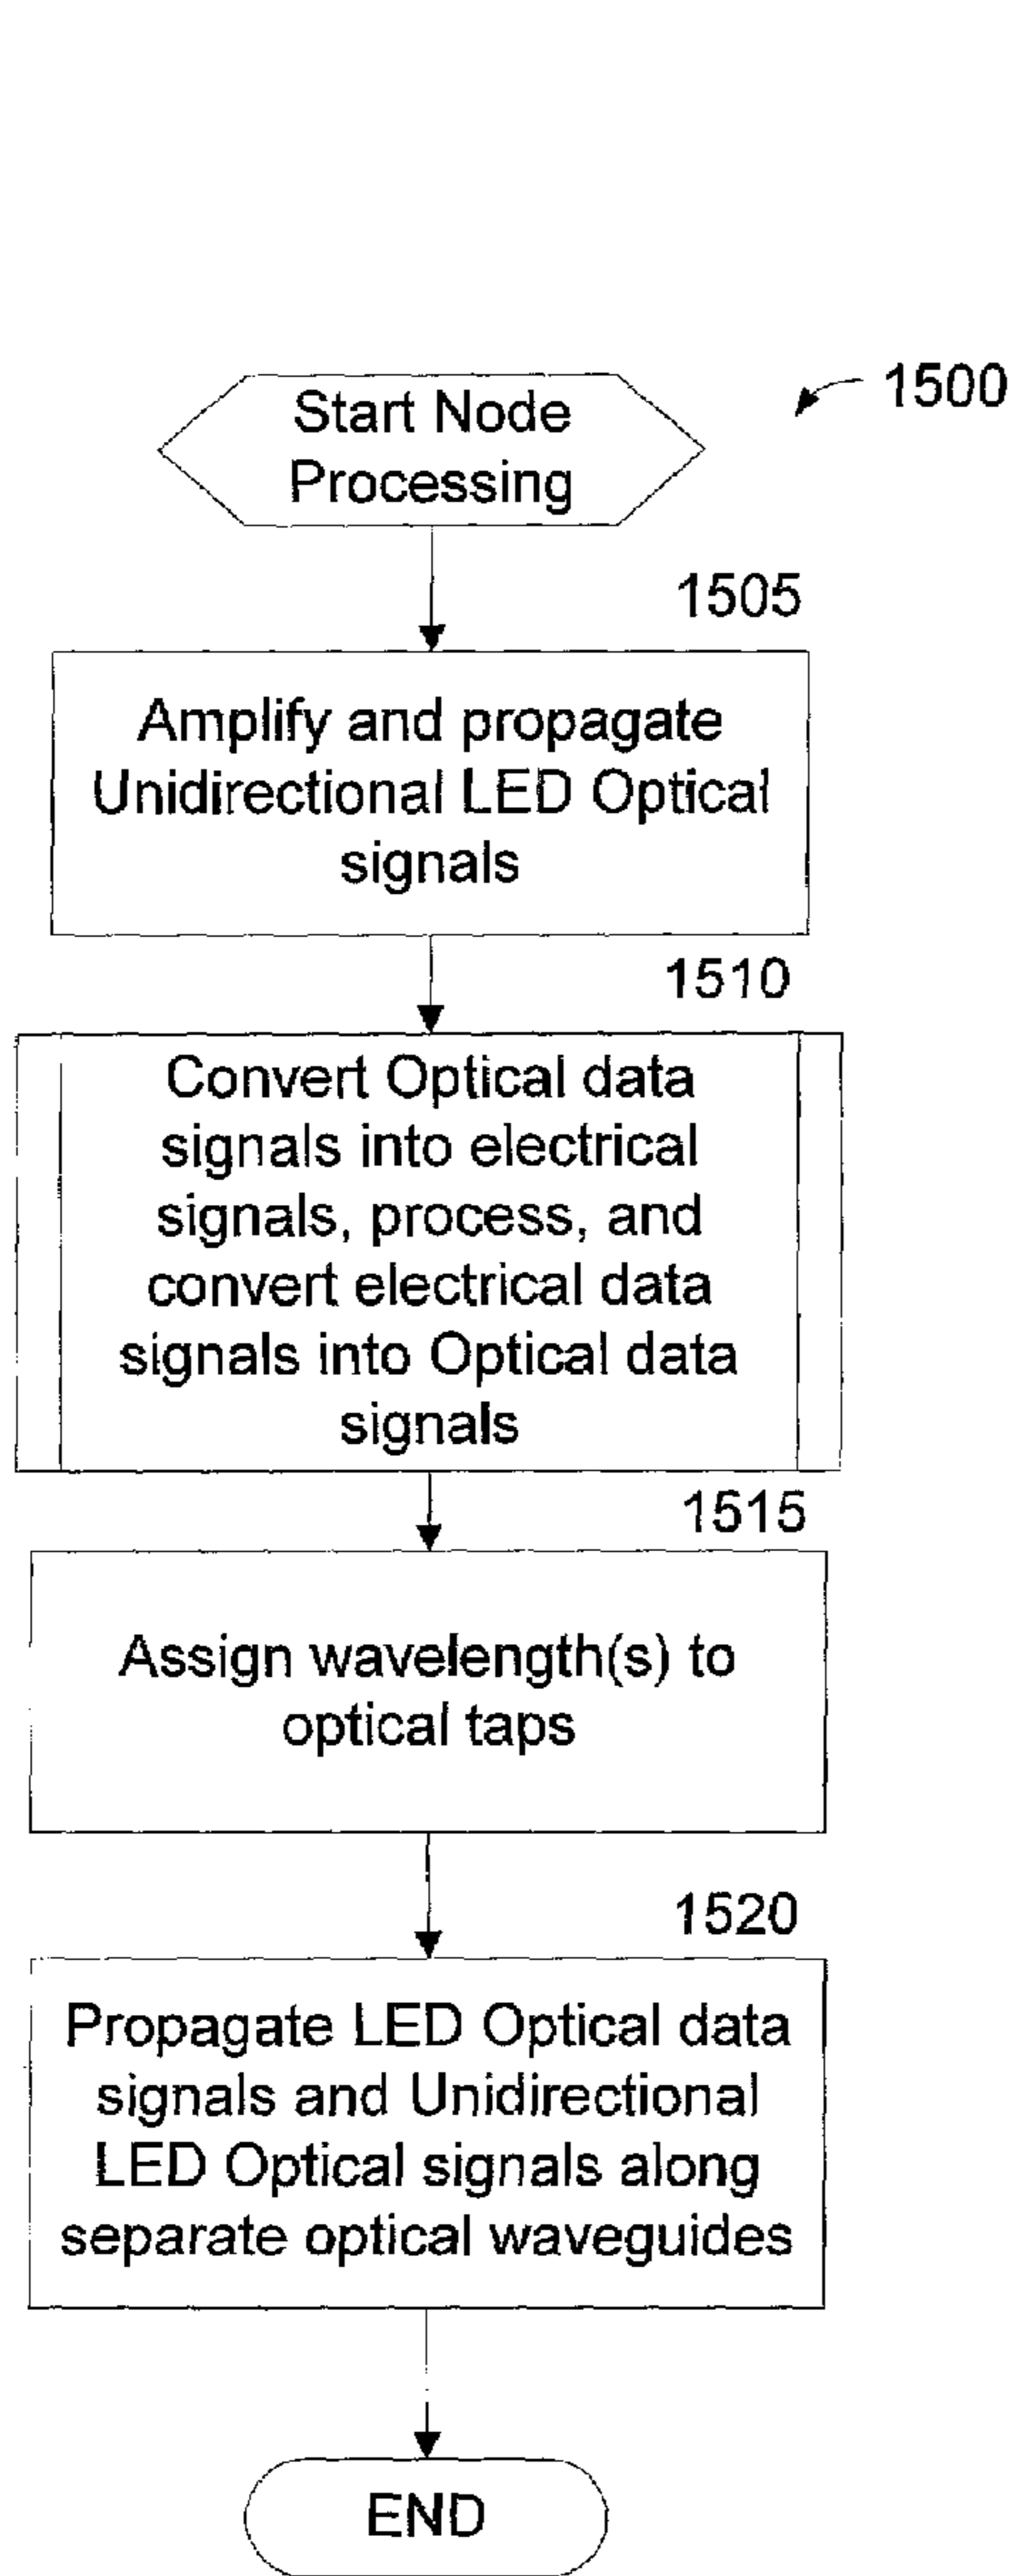 1500
Start Node
Processing
1505
Amplify and propagate
Unidirectional LED Optical
signals
1510
Convert Optical data
signals into electrical
signals, process, and
convert electrical data
signals into Optical data
signals
1515
Assign wavelength(s) to
optical taps
1520
Propagate LED Optical data
signals and Unidirectional
LED Optical signals along
separate optical waveguides
END